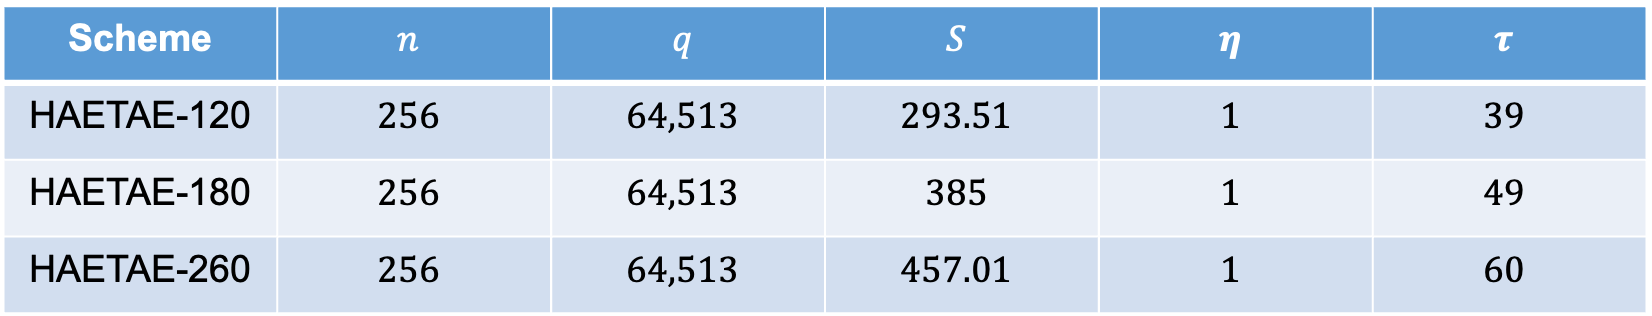 Scheme n q S η τ
HAETAE-120 256 64,513 293.51 1 39
HAETAE-180 256 64,513 385 1 49
HAETAE-260 256 64,513 457.01 1 60